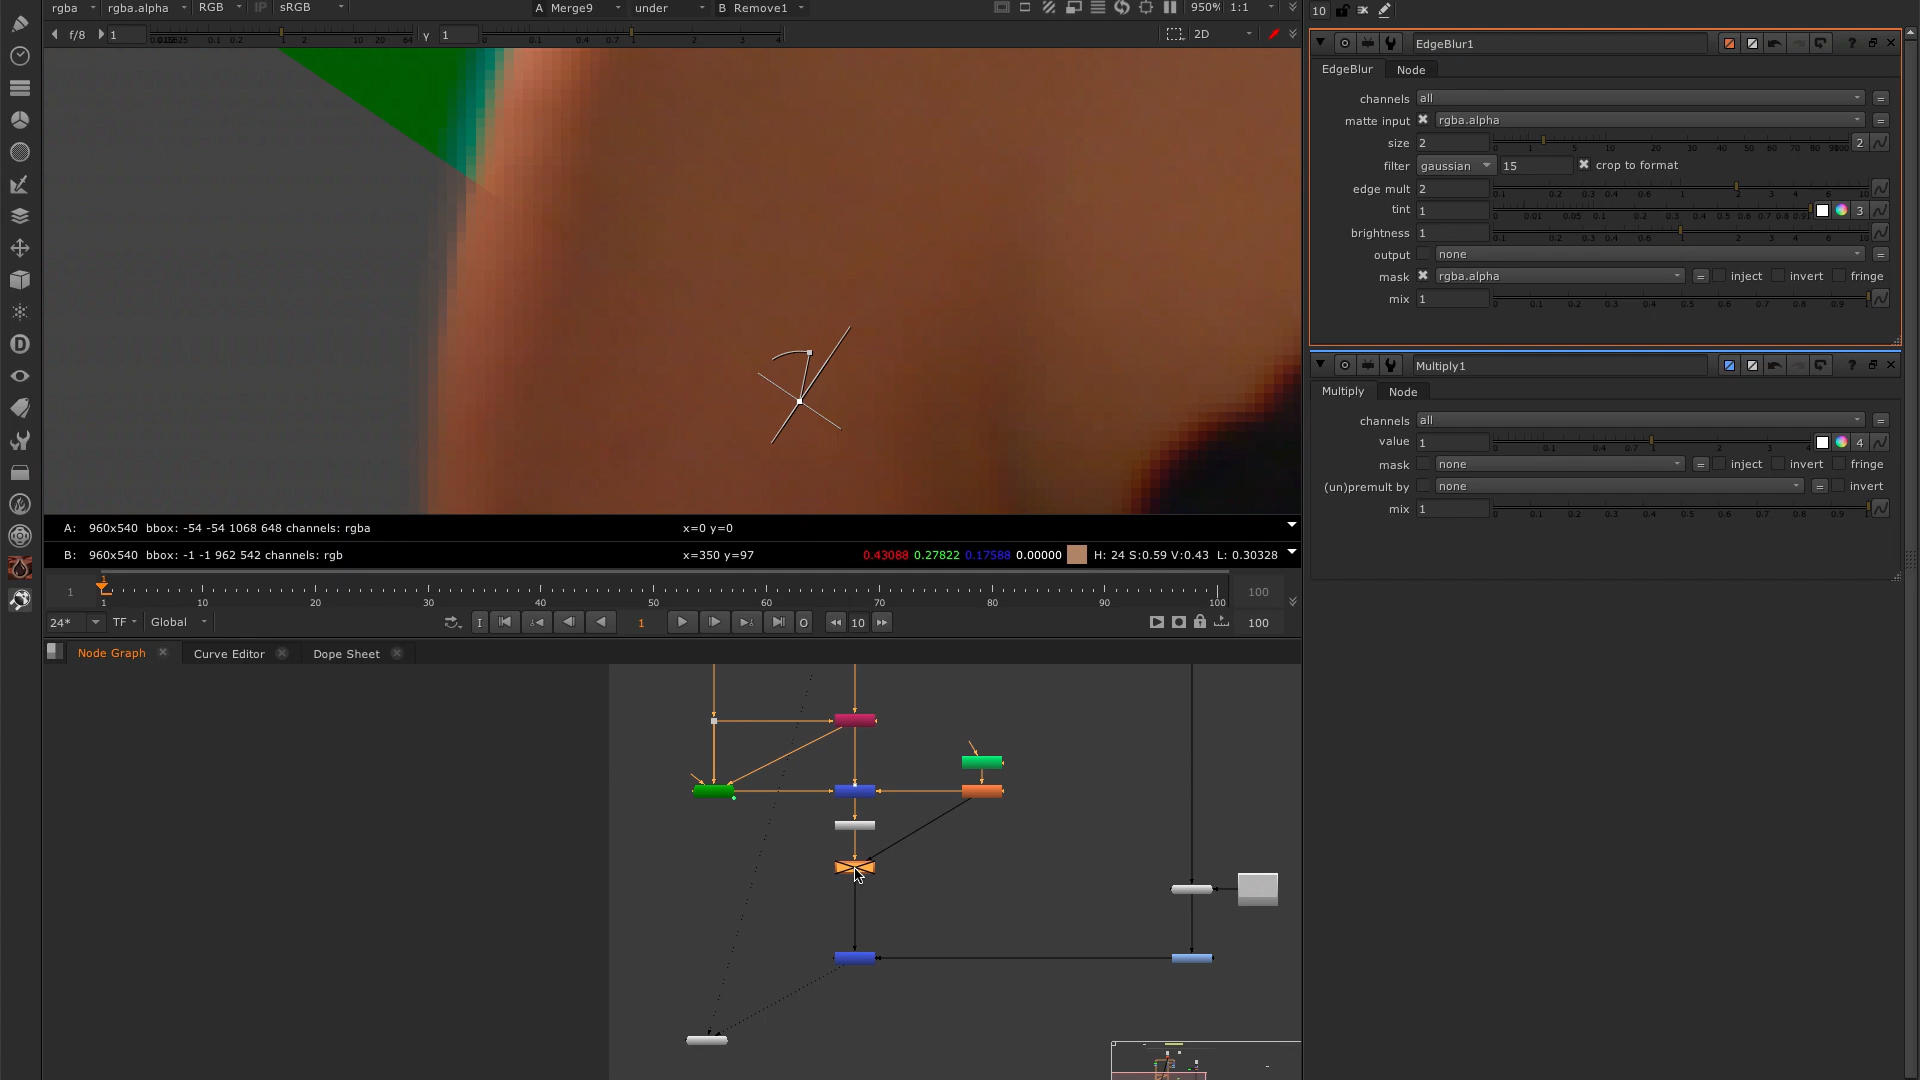 rgba rgba.alpha RGB IP sRGB A Merge9 under B Remove1 950% 1:1
f/8 1 y 1 2D
A: 960x540 bbox: -54 -54 1068 648 channels: rgba x=0 y=0
B: 960x540 bbox: -1 -1 962 542 channels: rgb x=350 y=97 0.43088 0.27822 0.17588 0.00000 H: 24 S:0.59 V:0.43 L: 0.30328
1
1 100
1 10 20 30 40 50 60 70 80 90 100
24* TF Global I 1 O 10 100
Node Graph Curve Editor Dope Sheet
10
EdgeBlur1
EdgeBlur Node
channels all =
matte input rgba.alpha =
size 2 2
filter gaussian 15 crop to format
edge mult 2
tint 1 3
brightness 1
output none =
mask rgba.alpha = inject invert fringe
mix 1
Multiply1
Multiply Node
channels all =
value 1 4
mask none = inject invert fringe
(un)premult by none = invert
mix 1